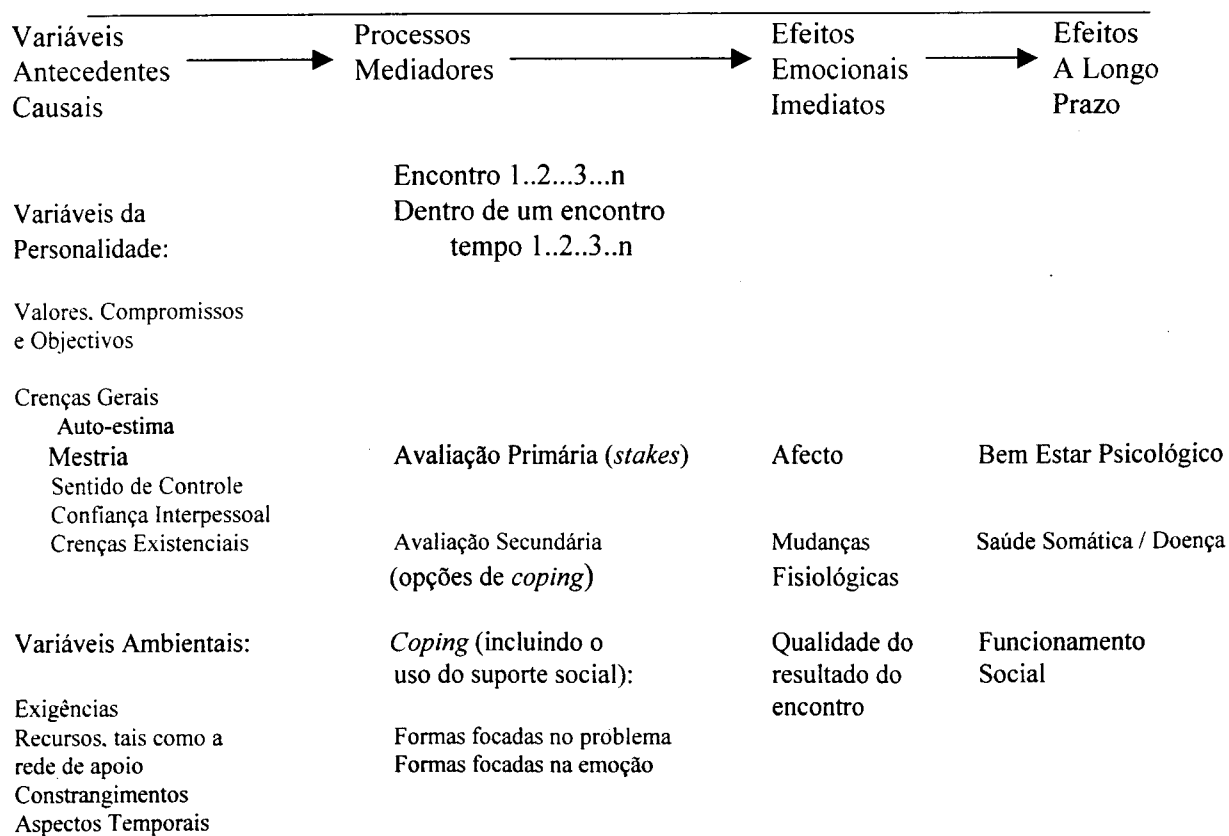 Variáveis
Antecedentes
Causais
Processos
Mediadores
Efeitos
Emocionais
Imediatos
Efeitos
A Longo
Prazo
Encontro 1..2...3...n
Dentro de um encontro
tempo 1..2..3..n
Variáveis da
Personalidade:
Valores. Compromissos
e Objectivos
Crenças Gerais
Auto-estima
Mestria
Sentido de Controle
Confiança Interpessoal
Crenças Existenciais
Avaliação Primária (stakes)
Afecto
Bem Estar Psicológico
Avaliação Secundária
(opções de coping)
Mudanças
Fisiológicas
Saúde Somática / Doença
Variáveis Ambientais:
Exigências
Recursos. tais como a
rede de apoio
Constrangimentos
Aspectos Temporais
Coping (incluindo o
uso do suporte social):
Formas focadas no problema
Formas focadas na emoção
Qualidade do
resultado do
encontro
Funcionamento
Social